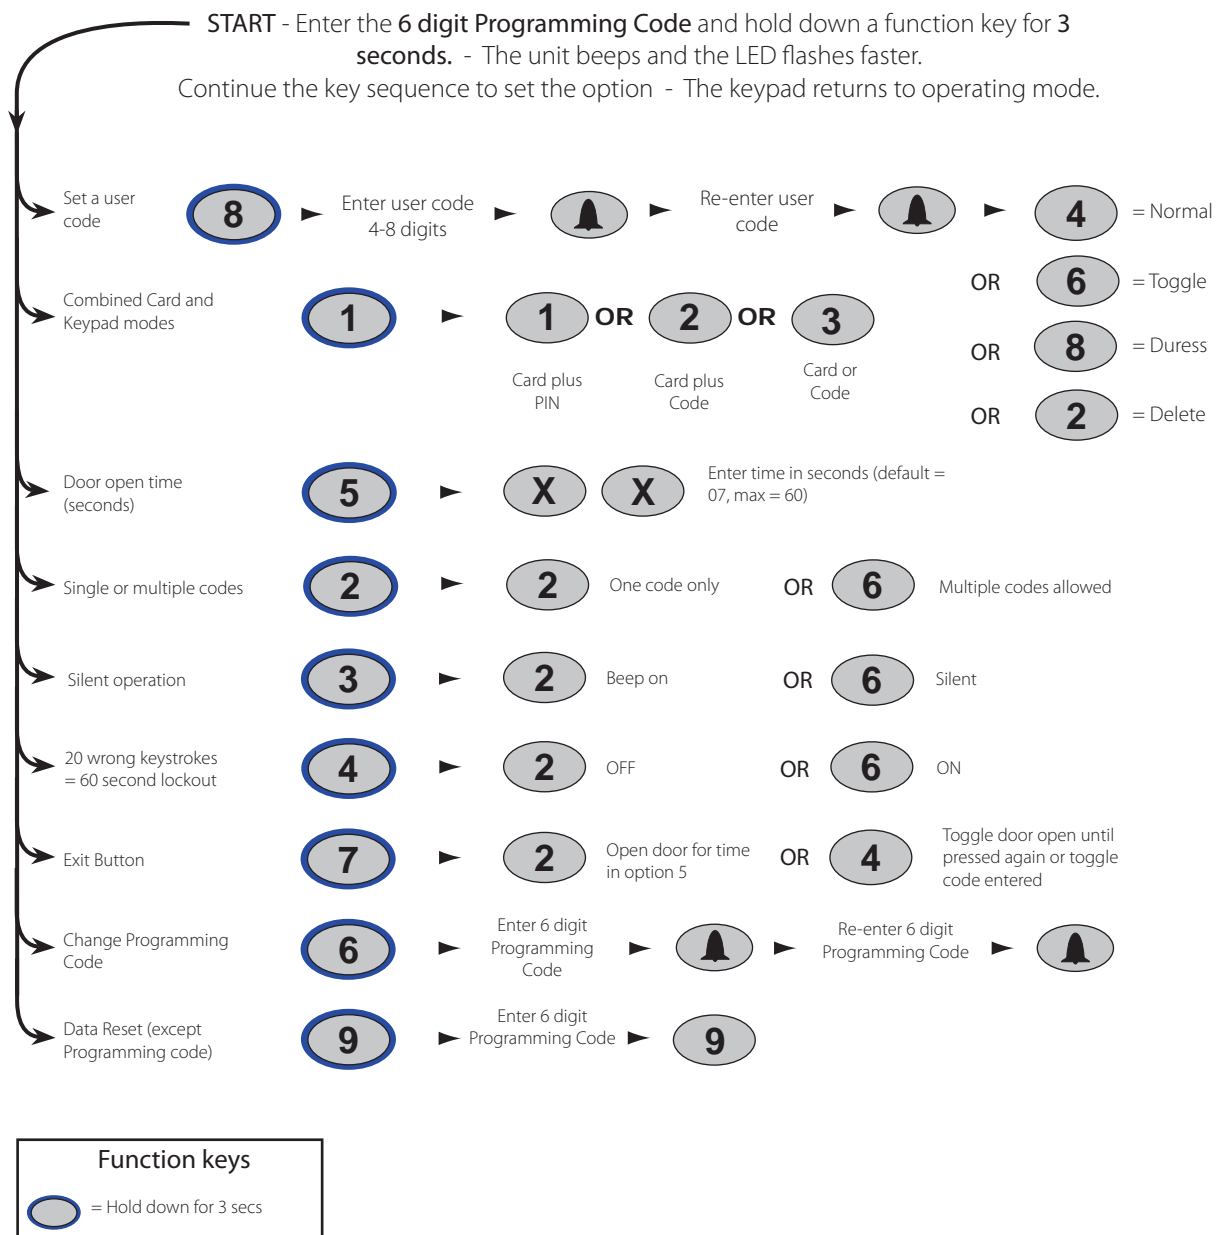 START - Enter the 6 digit Programming Code and hold down a function key for 3
seconds. - The unit beeps and the LED flashes faster.
Continue the key sequence to set the option - The keypad returns to operating mode.
Set a user
code
8
Enter user code
4-8 digits
Re-enter user
code
4 = Normal
OR 6 = Toggle
OR 8 = Duress
OR 2 = Delete
Combined Card and
Keypad modes
1
1 OR 2 OR 3
Card plus
PIN
Card plus
Code
Card or
Code
Door open time
(seconds)
5
X X
Enter time in seconds (default =
07, max = 60)
Single or multiple codes
2
2 One code only
OR 6 Multiple codes allowed
Silent operation
3
2 Beep on
OR 6 Silent
20 wrong keystrokes
= 60 second lockout
4
2 OFF
OR 6 ON
Exit Button
7
2
Open door for time
in option 5
OR 4
Toggle door open until
pressed again or toggle
code entered
Change Programming
Code
6
Enter 6 digit
Programming
Code
Re-enter 6 digit
Programming Code
Data Reset (except
Programming code)
9
Enter 6 digit
Programming Code
9
Function keys
= Hold down for 3 secs